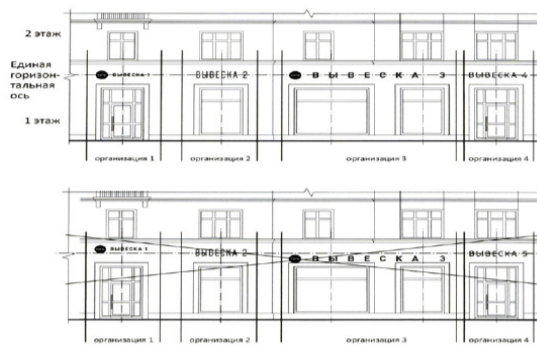 2 этаж
Единая
горизон-
тальная
ось
ВЫВЕСКА 1
ВЫВЕСКА 2
ВЫВЕСКА 3
ВЫВЕСКА 4
1 этаж
организация 1
организация 2
организация 3
организация 4
ВЫВЕСКА 1
ВЫВЕСКА 2
ВЫВЕСКА 3
ВЫВЕСКА 5
организация 1
организация 2
организация 3
организация 4